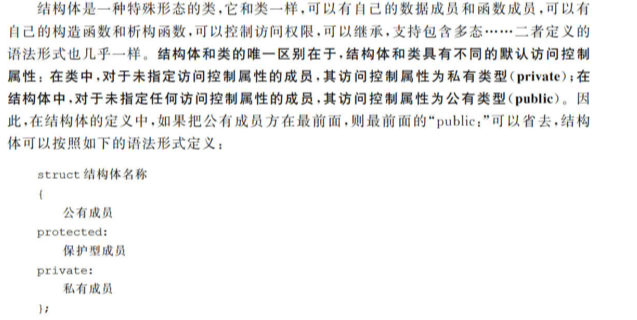 结构体是一种特殊形态的类,它和类一样,可以有自己的数据成员和函数成员,可以有
自己的构造函数和析构函数,可以控制访问权限,可以继承,支持包含多态……二者定义的
语法形式也几乎一样。结构体和类的唯一区别在于,结构体和类具有不同的默认访问控制
属性:在类中,对于未指定访问控制属性的成员,其访问控制属性为私有类型(private);在
结构体中,对于未指定任何访问控制属性的成员,其访问控制属性为公有类型(public)。因
此,在结构体的定义中,如果把公有成员方在最前面,则最前面的“public:”可以省去,结构
体可以按照如下的语法形式定义:
struct 结构体名称
{
公有成员
protected:
保护型成员
private:
私有成员
};